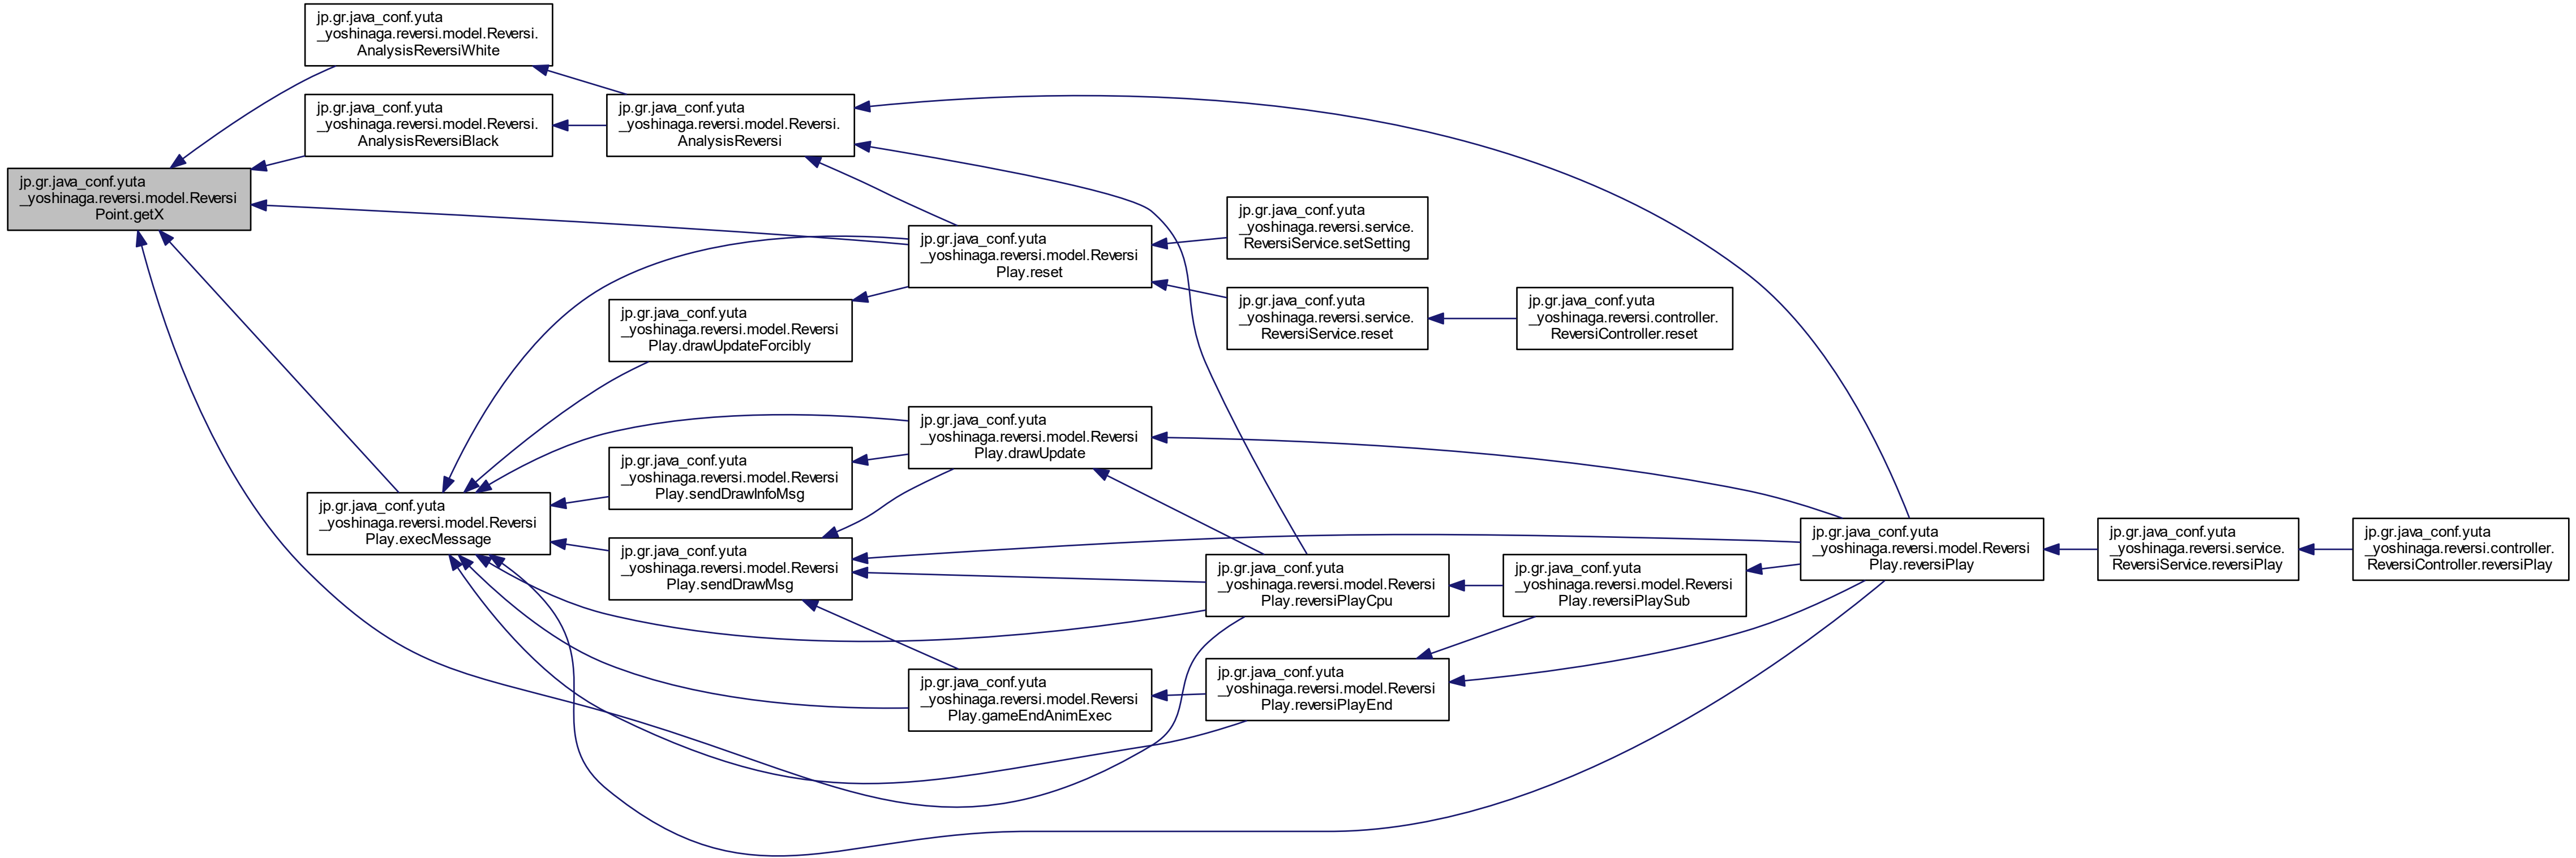 jp.gr.java_conf.yuta
_yoshinaga.reversi.model.Reversi.
AnalysisReversiWhite
jp.gr.java_conf.yuta
_yoshinaga.reversi.model.Reversi.
AnalysisReversiBlack
jp.gr.java_conf.yuta
_yoshinaga.reversi.model.Reversi.
AnalysisReversi
jp.gr.java_conf.yuta
_yoshinaga.reversi.model.Reversi
Point.getX
jp.gr.java_conf.yuta
_yoshinaga.reversi.service.
ReversiService.setSetting
jp.gr.java_conf.yuta
_yoshinaga.reversi.model.Reversi
Play.reset
jp.gr.java_conf.yuta
_yoshinaga.reversi.service.
ReversiService.reset
jp.gr.java_conf.yuta
_yoshinaga.reversi.controller.
ReversiController.reset
jp.gr.java_conf.yuta
_yoshinaga.reversi.model.Reversi
Play.drawUpdateForcibly
jp.gr.java_conf.yuta
_yoshinaga.reversi.model.Reversi
Play.drawUpdate
jp.gr.java_conf.yuta
_yoshinaga.reversi.model.Reversi
Play.sendDrawInfoMsg
jp.gr.java_conf.yuta
_yoshinaga.reversi.model.Reversi
Play.execMessage
jp.gr.java_conf.yuta
_yoshinaga.reversi.model.Reversi
Play.sendDrawMsg
jp.gr.java_conf.yuta
_yoshinaga.reversi.model.Reversi
Play.reversiPlayCpu
jp.gr.java_conf.yuta
_yoshinaga.reversi.model.Reversi
Play.reversiPlaySub
jp.gr.java_conf.yuta
_yoshinaga.reversi.model.Reversi
Play.reversiPlay
jp.gr.java_conf.yuta
_yoshinaga.reversi.service.
ReversiService.reversiPlay
jp.gr.java_conf.yuta
_yoshinaga.reversi.controller.
ReversiController.reversiPlay
jp.gr.java_conf.yuta
_yoshinaga.reversi.model.Reversi
Play.gameEndAnimExec
jp.gr.java_conf.yuta
_yoshinaga.reversi.model.Reversi
Play.reversiPlayEnd